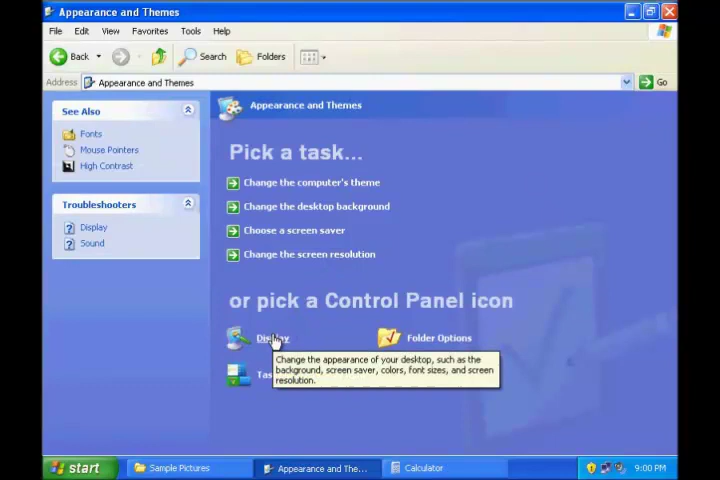 Appearance and Themes
File Edit View Favorites Tools Help
Back Search Folders
Address Appearance and Themes Go
See Also
Fonts
Mouse Pointers
High Contrast
Troubleshooters
Display
Sound
Appearance and Themes
Pick a task...
Change the computer's theme
Change the desktop background
Choose a screen saver
Change the screen resolution
or pick a Control Panel icon
Display Folder Options
Change the appearance of your desktop, such as the
background, screen saver, colors, font sizes, and screen
resolution.
start Sample Pictures Appearance and The... Calculator 9:00 PM